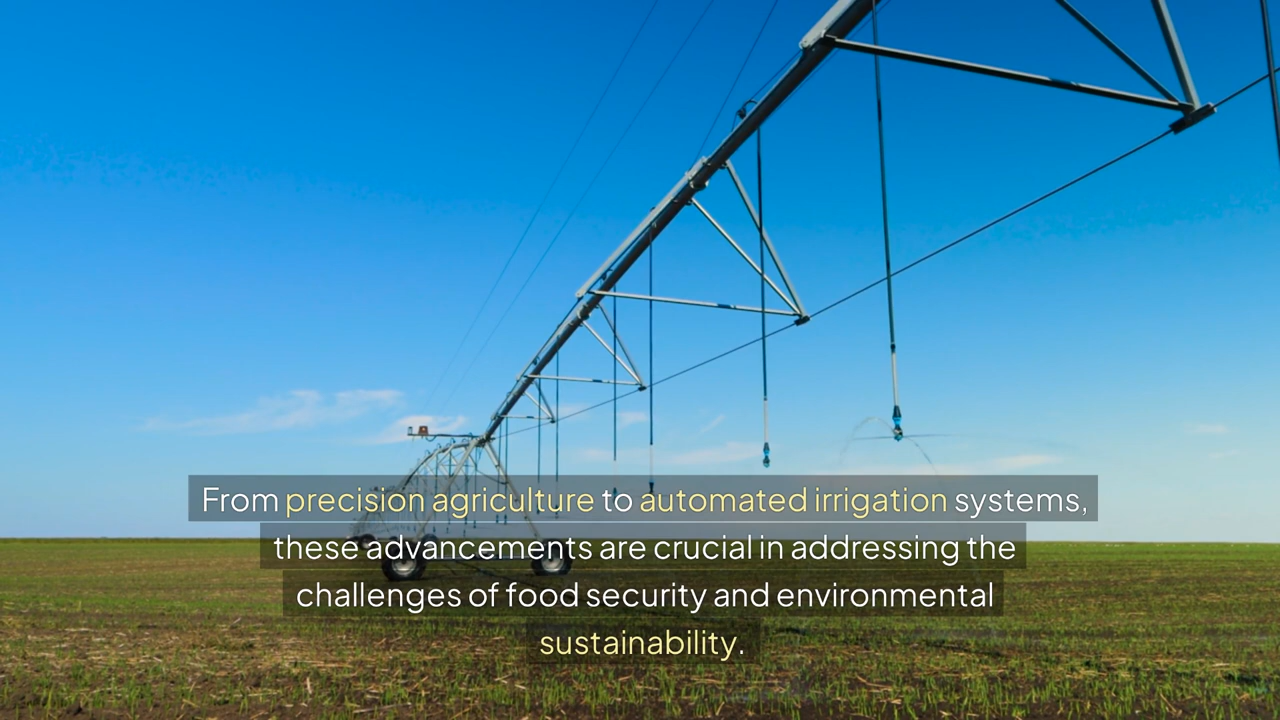 From precision agriculture to automated irrigation systems,
these advancements are crucial in addressing the
challenges of food security and environmental
sustainability.